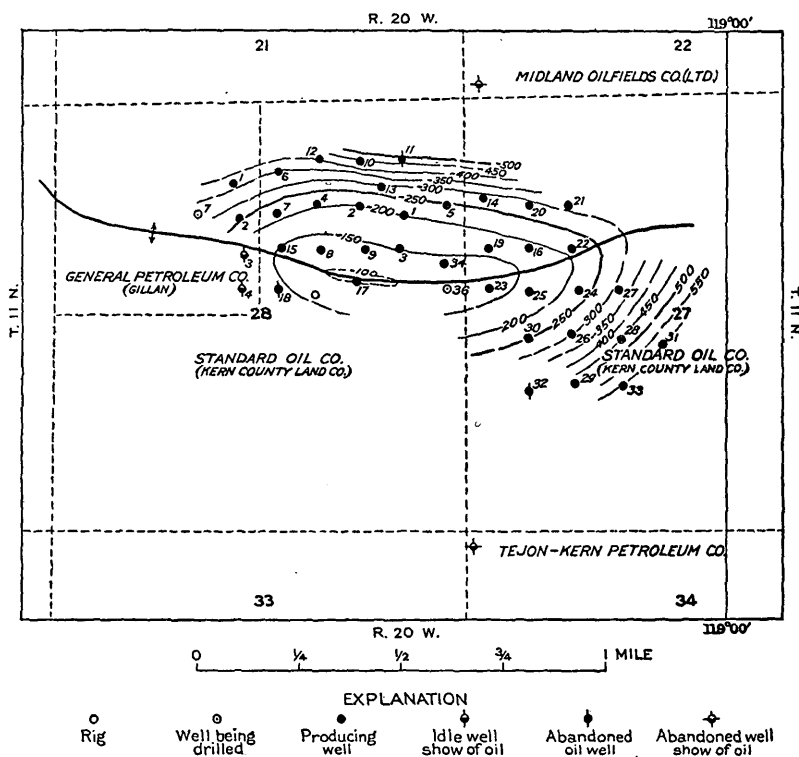 R. 20 W.
119°00'
21
22
MIDLAND OILFIELDS CO.(LTD.)
12
10
11
-500
-450
-400
1
6
-350
13
-300
14
-250
7
2
7
4
2
-200
1
5
20
21
-150
15
8
9
3
34
19
16
22
3
GENERAL PETROLEUM CO.
(GILLAN)
4
18
-100
17
36
23
25
24
27
T. 11 N.
T. 11 N.
28
200
250
300
350
400
450
500
550
27
30
26
28
31
STANDARD OIL CO.
(KERN COUNTY LAND CO.)
STANDARD OIL CO.
(KERN COUNTY LAND CO.)
32
29
33
TEJON-KERN PETROLEUM CO.
33
34
R. 20 W.
119°00'
0 1/4 1/2 3/4 1 MILE
EXPLANATION
Rig
Well being
drilled
Producing
well
Idle well
show of oil
Abandoned
oil well
Abandoned well
show of oil